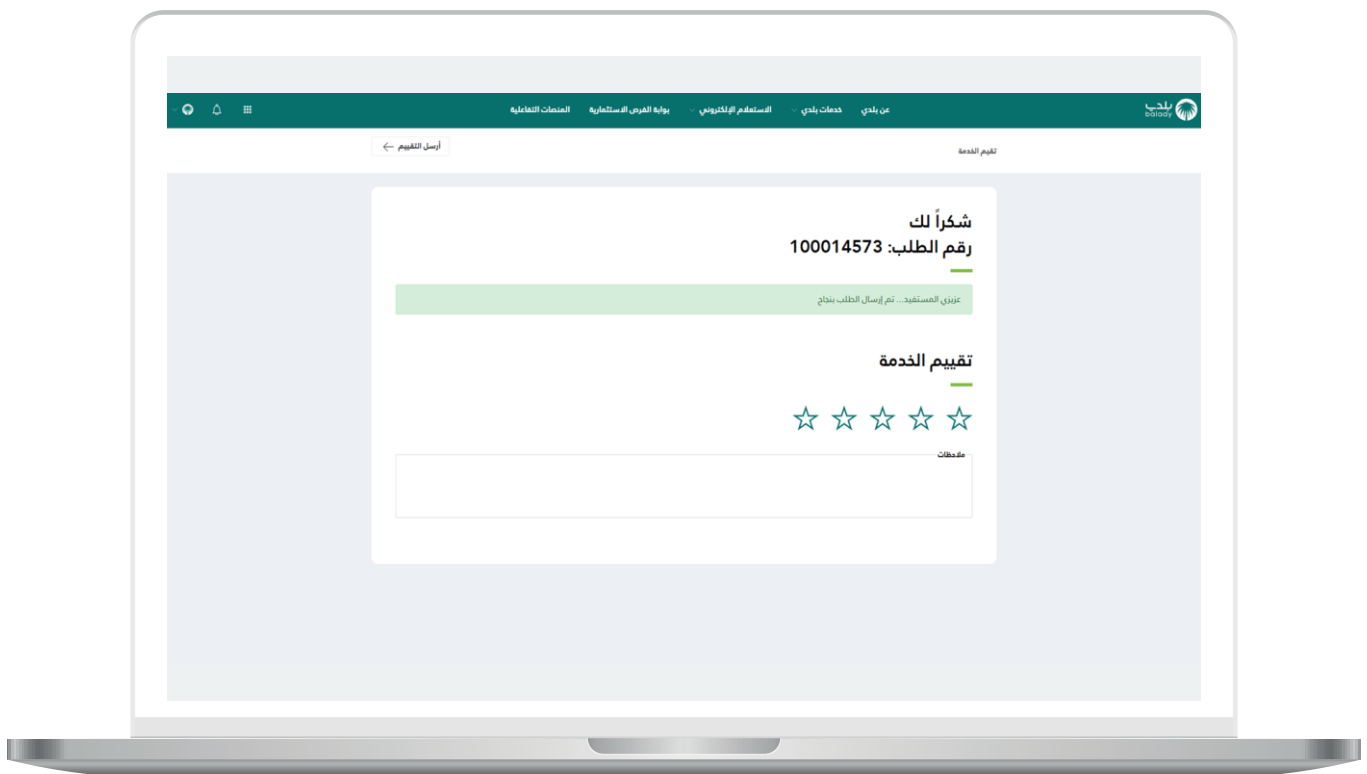 بلدي
balady
عن بلدي
خدمات بلدي
الاستعلام الإلكتروني
بوابة الفرص الاستثمارية
المنصات التفاعلية
تقيم الخدمة
أرسل التقييم
شكراً لك
رقم الطلب: 100014573
عزيزي المستفيد... تم إرسال الطلب بنجاح
تقييم الخدمة
ملاحظات